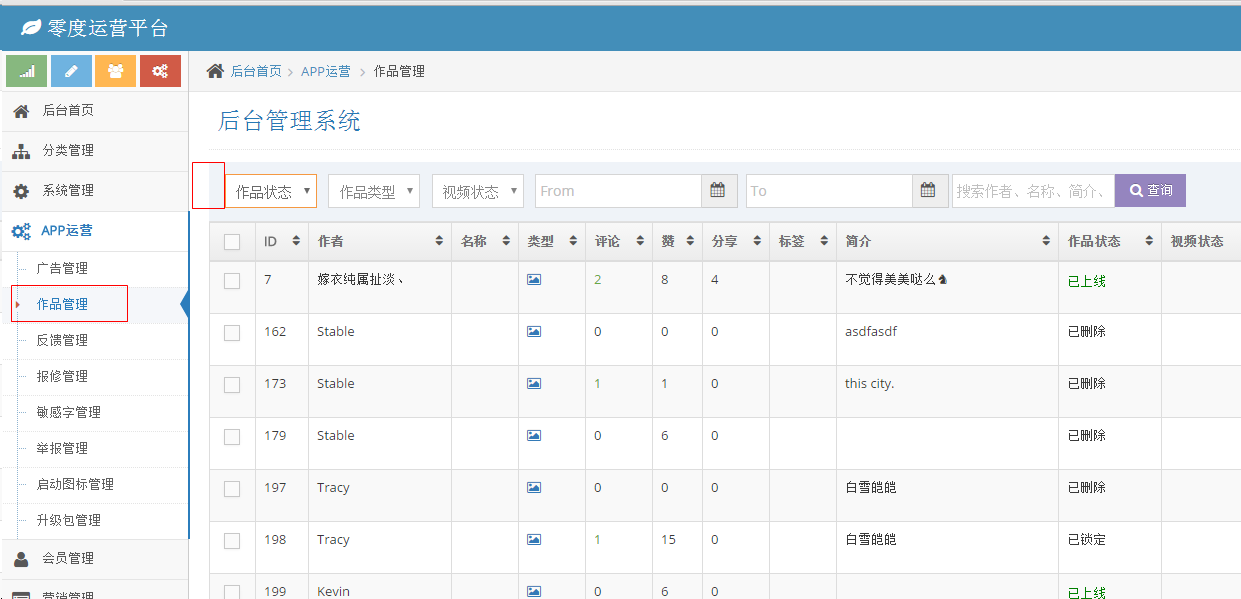 零度运营平台
后台首页 > APP运营 > 作品管理
后台首页
分类管理
系统管理
APP运营
广告管理
作品管理
反馈管理
报修管理
敏感字管理
举报管理
启动图标管理
升级包管理
会员管理
营销管理
后台管理系统
作品状态 作品类型 视频状态 From To 搜索作者、名称、简介、 查询
ID 作者 名称 类型 评论 赞 分享 标签 简介 作品状态 视频状态
7 嫁衣纯属扯淡、 2 8 4 不觉得美美哒么♞ 已上线
162 Stable 0 0 0 asdfasdf 已删除
173 Stable 1 1 0 this city. 已删除
179 Stable 0 6 0 已删除
197 Tracy 0 0 0 白雪皑皑 已删除
198 Tracy 1 15 0 白雪皑皑 已锁定
199 Kevin 0 6 0 已上线